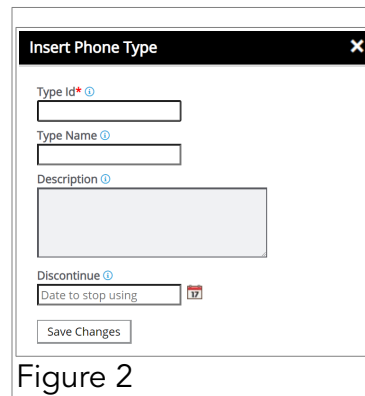 Insert Phone Type
Type Id*
Type Name
Description
Discontinue
Date to stop using
17
Save Changes
Figure 2